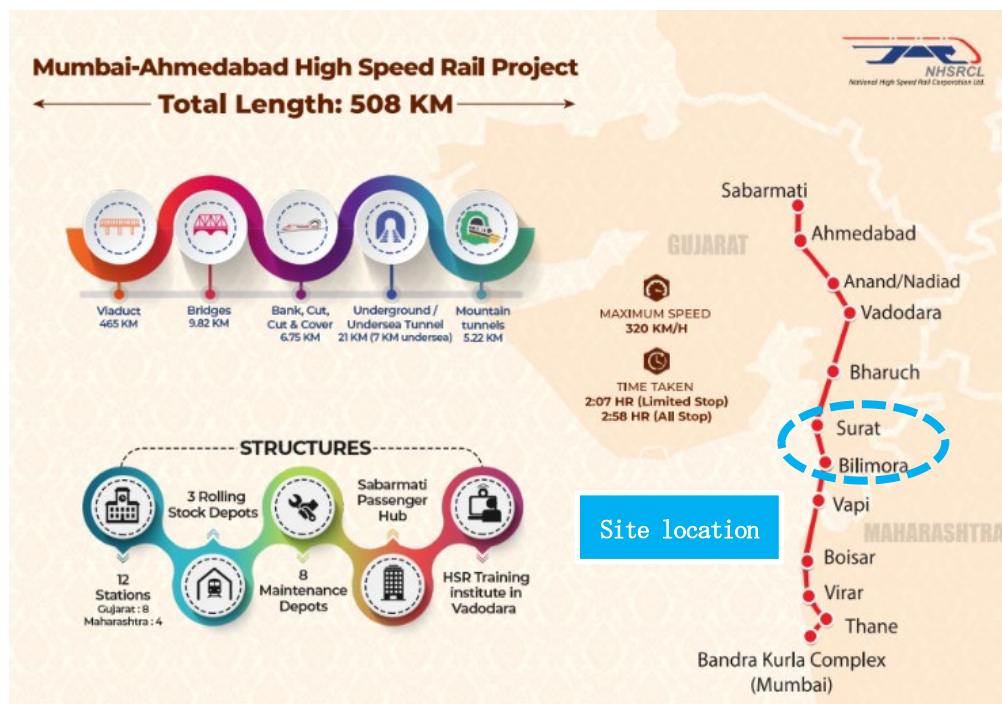 Mumbai-Ahmedabad High Speed Rail Project
Total Length: 508 KM
NHSRCL
National High Speed Rail Corporation Ltd.
Viaduct
465 KM
Bridges
9.82 KM
Bank, Cut,
Cut & Cover
6.75 KM
Underground /
Undersea Tunnel
21 KM (7 KM undersea)
Mountain
tunnels
5.22 KM
GUJARAT
MAXIMUM SPEED
320 KM/H
TIME TAKEN
2:07 HR (Limited Stop)
2:58 HR (All Stop)
Sabarmati
Ahmedabad
Anand/Nadiad
Vadodara
Bharuch
Surat
Bilimora
Vapi
MAHARASHTRA
Boisar
Virar
Thane
Bandra Kurla Complex
(Mumbai)
Site location
STRUCTURES
3 Rolling
Stock Depots
Sabarmati
Passenger
Hub
12
Stations
Gujarat : 8
Maharashtra : 4
8
Maintenance
Depots
HSR Training
institute in
Vadodara